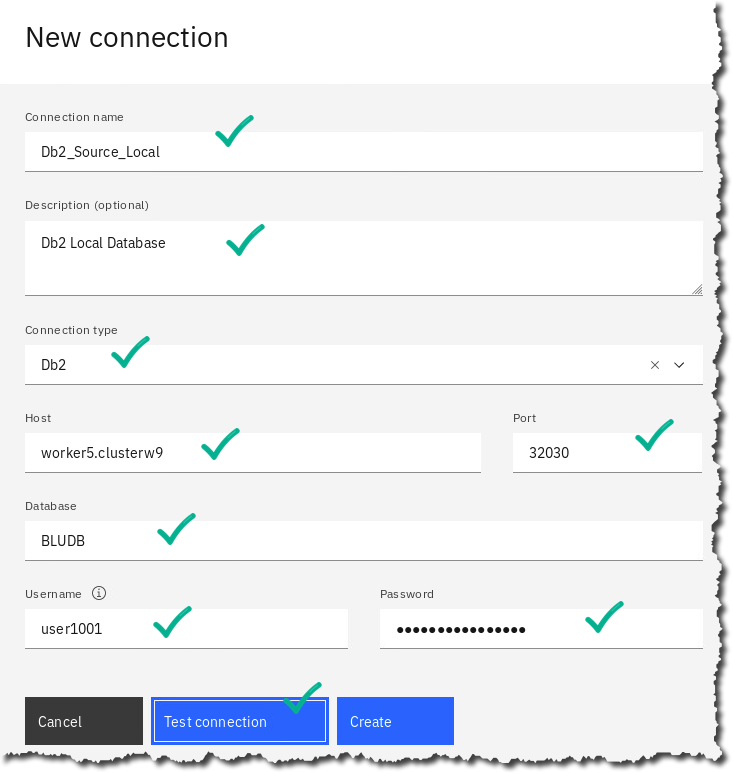 New connection
Connection name
Db2_Source_Local
Description (optional)
Db2 Local Database
Connection type
Db2
Host
Port
worker5.clusterw9
32030
Database
BLUDB
Username
Password
user1001
••••••••••••••••
Cancel
Test connection
Create